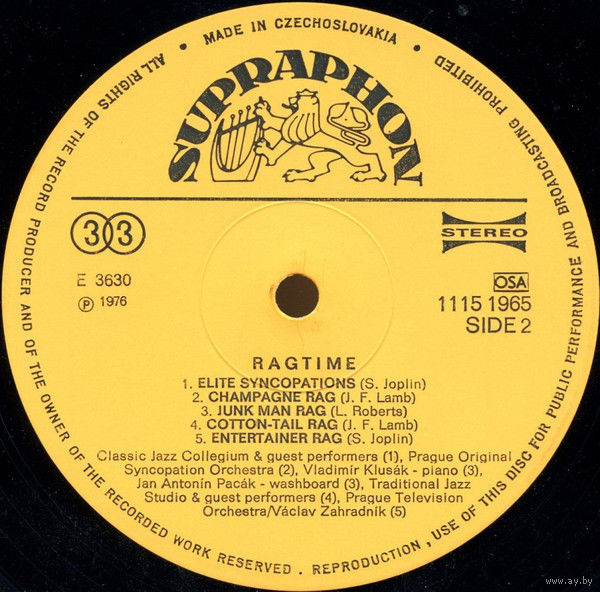 ALL RIGHTS OF THE RECORD PRODUCER AND OF THE OWNER OF THE RECORDED WORK RESERVED . REPRODUCTION , USE OF THIS DISC FOR PUBLIC PERFORMANCE AND BROADCASTING PROHIBITED
• MADE IN CZECHOSLOVAKIA •
SUPRAPHON
33
STEREO
E 3630
OSA
Ⓟ 1976
1115 1965
SIDE 2
RAGTIME
1. ELITE SYNCOPATIONS (S. Joplin)
2. CHAMPAGNE RAG (J. F. Lamb)
3. JUNK MAN RAG (L. Roberts)
4. COTTON-TAIL RAG (J. F. Lamb)
5. ENTERTAINER RAG (S. Joplin)
Classic Jazz Collegium & guest performers (1), Prague Original
Syncopation Orchestra (2), Vladimír Klusák - piano (3),
Jan Antonín Pacák - washboard (3), Traditional Jazz
Studio & guest performers (4), Prague Television
Orchestra/Václav Zahradník (5)
www.ay.by